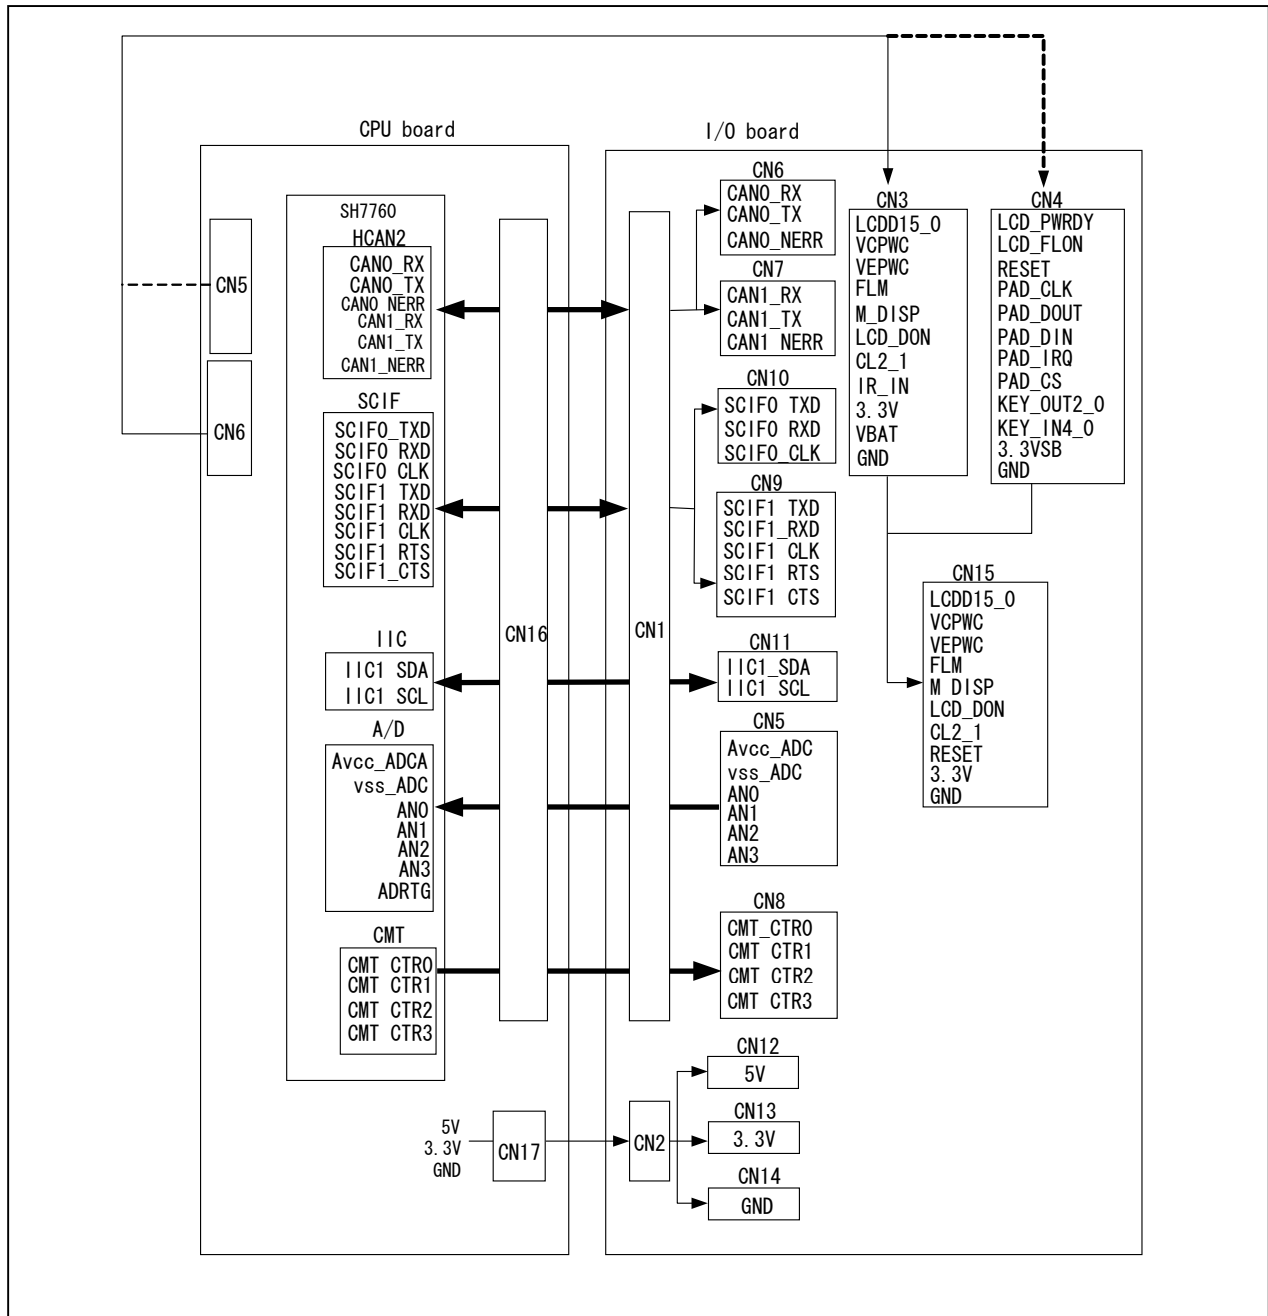 CPU board
I/O board
CN5
CN6
SH7760
HCAN2
CAN0_RX
CAN0_TX
CAN0 NERR
CAN1_RX
CAN1_TX
CAN1_NERR
SCIF
SCIF0_TXD
SCIF0 RXD
SCIF0 CLK
SCIF1 TXD
SCIF1 RXD
SCIF1 CLK
SCIF1 RTS
SCIF1_CTS
IIC
IIC1 SDA
IIC1 SCL
A/D
Avcc_ADCA
vss_ADC
AN0
AN1
AN2
AN3
ADRTG
CMT
CMT CTR0
CMT CTR1
CMT CTR2
CMT CTR3
CN16
5V
3.3V
GND
CN17
CN1
CN2
CN6
CAN0_RX
CAN0_TX
CAN0_NERR
CN7
CAN1_RX
CAN1_TX
CAN1 NERR
CN10
SCIF0 TXD
SCIF0 RXD
SCIF0_CLK
CN9
SCIF1 TXD
SCIF1_RXD
SCIF1 CLK
SCIF1 RTS
SCIF1 CTS
CN11
IIC1_SDA
IIC1 SCL
CN5
Avcc_ADC
vss_ADC
AN0
AN1
AN2
AN3
CN8
CMT_CTR0
CMT CTR1
CMT CTR2
CMT CTR3
CN12
5V
CN13
3.3V
CN14
GND
CN3
LCDD15_0
VCPWC
VEPWC
FLM
M_DISP
LCD_DON
CL2_1
IR_IN
3.3V
VBAT
GND
CN4
LCD_PWRDY
LCD_FLON
RESET
PAD_CLK
PAD_DOUT
PAD_DIN
PAD_IRQ
PAD_CS
KEY_OUT2_0
KEY_IN4_0
3.3VSB
GND
CN15
LCDD15_0
VCPWC
VEPWC
FLM
M DISP
LCD_DON
CL2_1
RESET
3.3V
GND